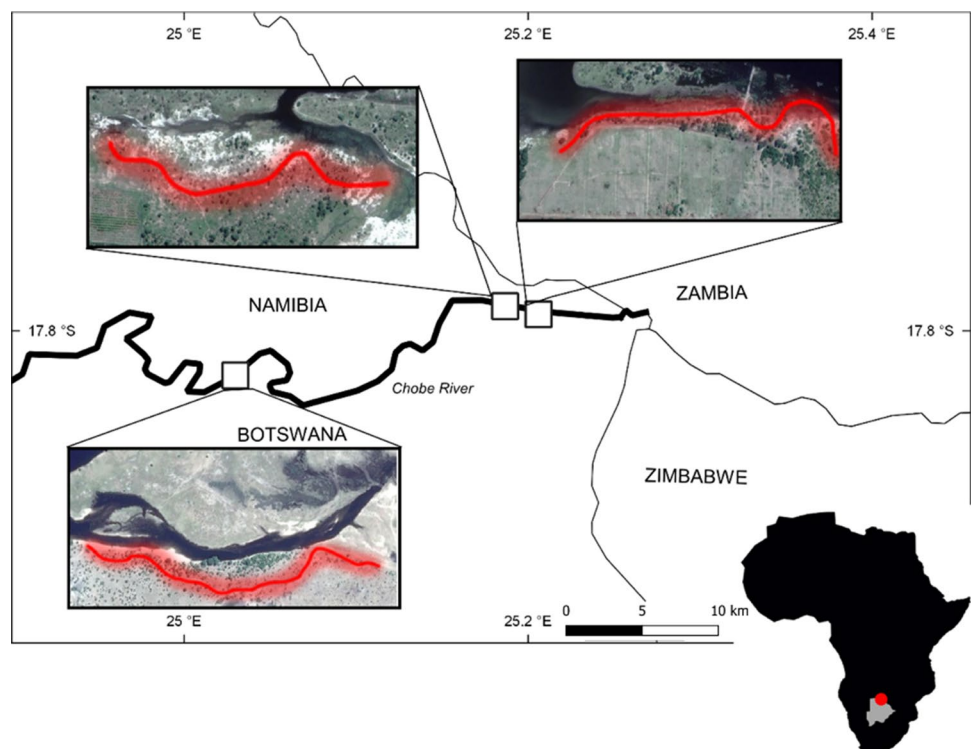 25 °E
25.2 °E
25.4 °E
NAMIBIA
ZAMBIA
17.8 °S
17.8 °S
Chobe River
BOTSWANA
ZIMBABWE
0 5 10 km
25 °E
25.2 °E